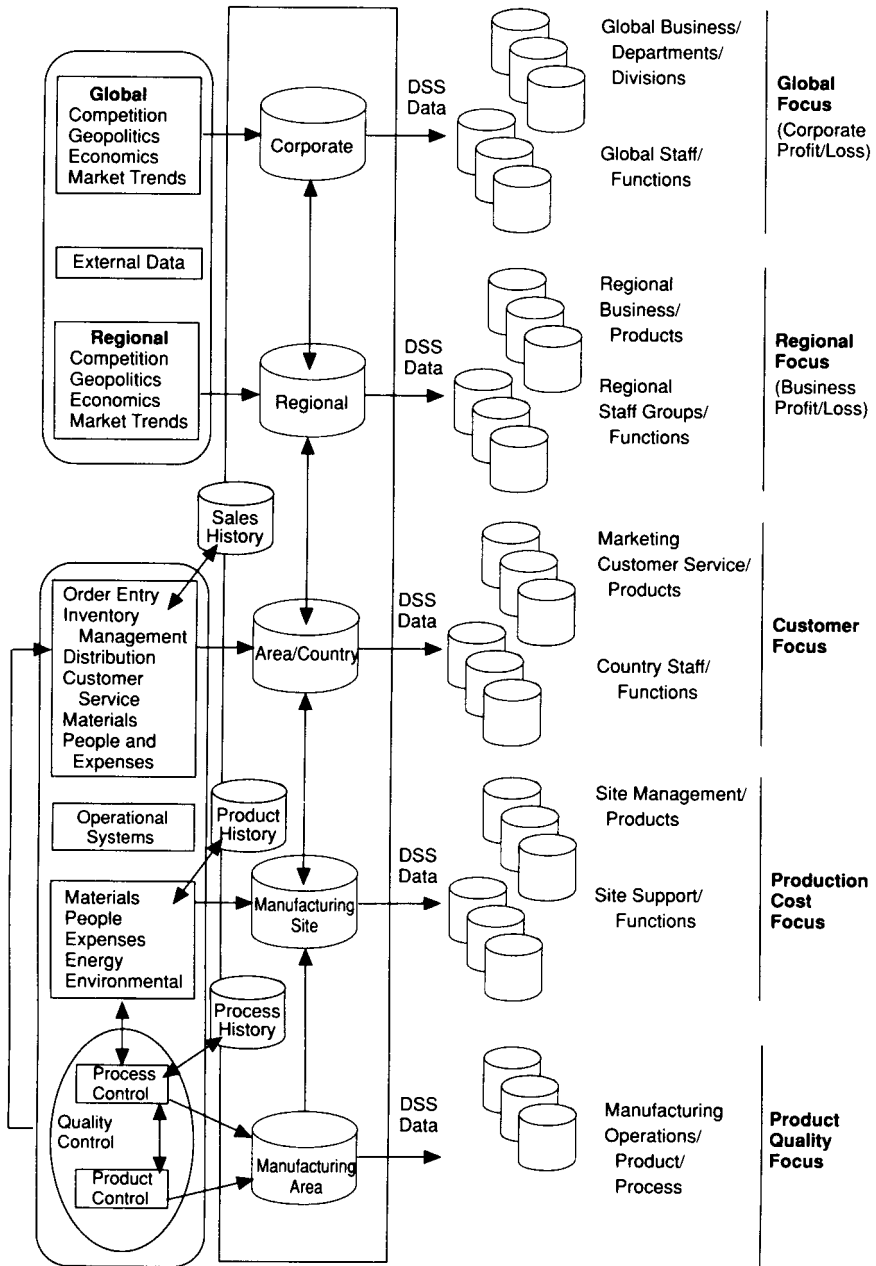 Global
Competition
Geopolitics
Economics
Market Trends
External Data
Regional
Competition
Geopolitics
Economics
Market Trends
Order Entry
Inventory
Management
Distribution
Customer
Service
Materials
People and
Expenses
Operational
Systems
Materials
People
Expenses
Energy
Environmental
Process
Control
Quality
Control
Product
Control
Corporate
Regional
Sales
History
Area/Country
Product
History
Manufacturing
Site
Process
History
Manufacturing
Area
DSS
Data
DSS
Data
DSS
Data
DSS
Data
DSS
Data
Global Business/
Departments/
Divisions
Global Staff/
Functions
Regional
Business/
Products
Regional
Staff Groups/
Functions
Marketing
Customer Service/
Products
Country Staff/
Functions
Site Management/
Products
Site Support/
Functions
Manufacturing
Operations/
Product/
Process
Global
Focus
(Corporate
Profit/Loss)
Regional
Focus
(Business
Profit/Loss)
Customer
Focus
Production
Cost
Focus
Product
Quality
Focus